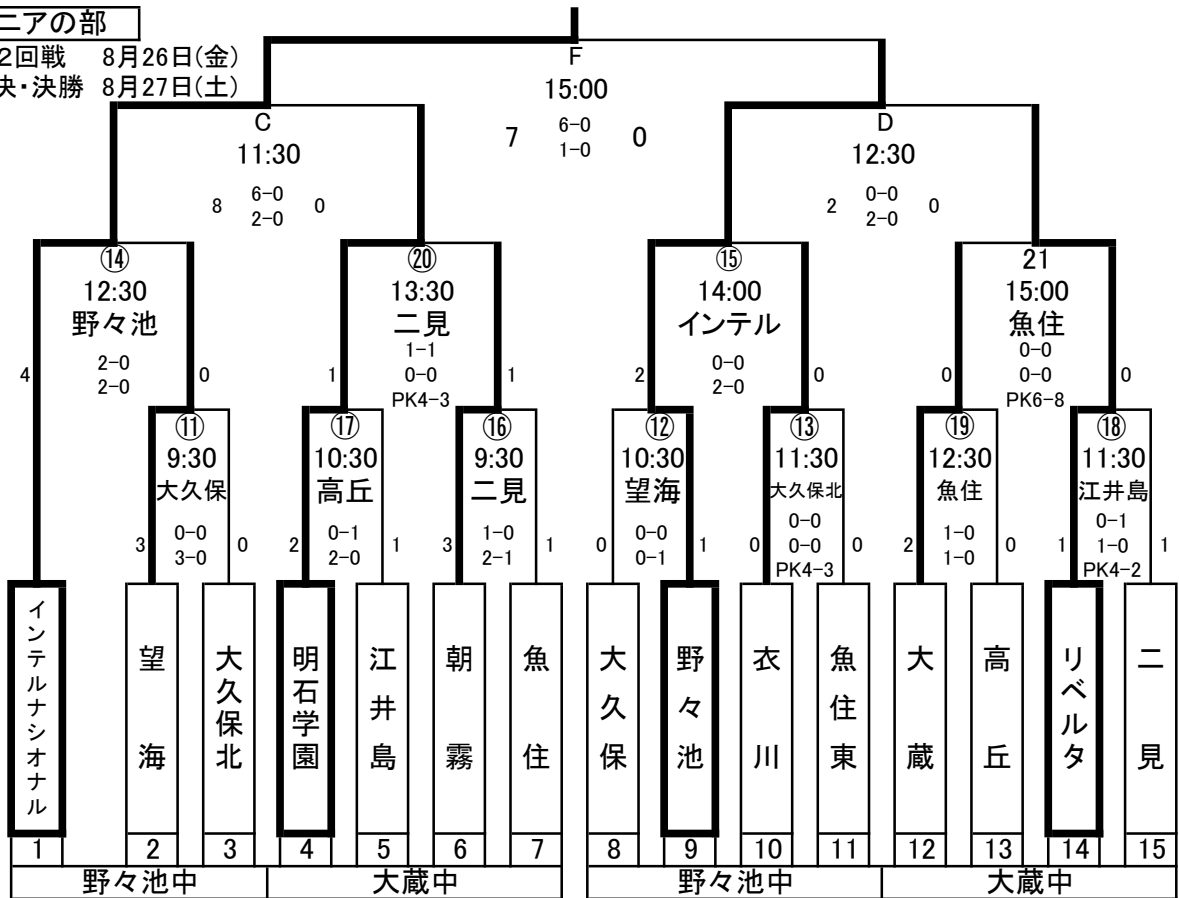 ニアの部
2回戦 8月26日(金)
決・決勝 8月27日(土)
F
15:00
7 6-0 0
1-0
C
11:30
8 6-0 0
2-0
D
12:30
2 0-0 0
2-0
⑭
12:30
野々池
4 2-0 0
2-0
⑳
13:30
二見
1-1
1 0-0 1
PK4-3
⑮
14:00
インテル
2 0-0 0
2-0
21
15:00
魚住
0-0
0 0-0 0
PK6-8
⑪
9:30
大久保
3 0-0 0
3-0
⑰
10:30
高丘
2 0-1 1
2-0
⑯
9:30
二見
3 1-0 1
2-1
⑫
10:30
望海
0 0-0 1
0-1
⑬
11:30
大久保北
0-0
0 0-0 0
PK4-3
⑲
12:30
魚住
2 1-0 0
1-0
⑱
11:30
江井島
0-1
1 1-0 1
PK4-2
インテルナシオナル
望海
大久保北
明石学園
江井島
朝霧
魚住
大久保
野々池
衣川
魚住東
大蔵
高丘
リベルタ
二見
1 2 3 4 5 6 7 8 9 10 11 12 13 14 15
野々池中 大蔵中 野々池中 大蔵中